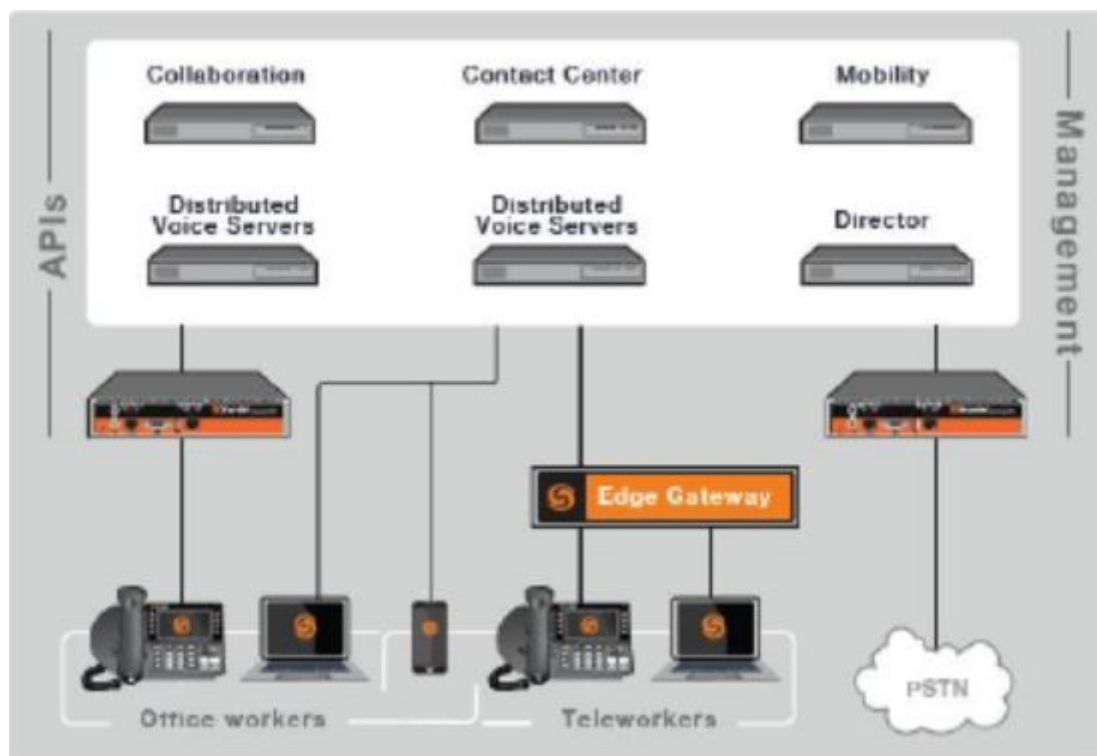 Collaboration
Contact Center
Mobility
Distributed
Voice Servers
Distributed
Voice Servers
Director
APIs
Management
Edge Gateway
Office workers
Teleworkers
PSTN